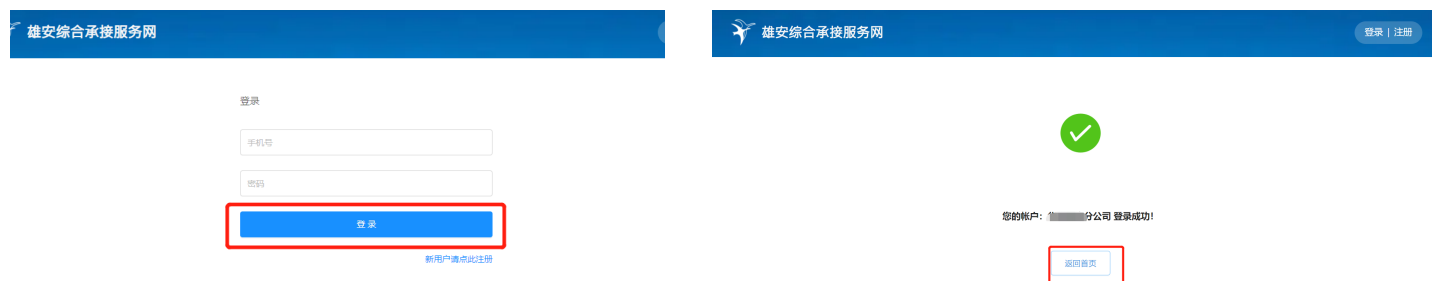 雄安综合承接服务网
登录
手机号
密码
登 录
新用户请点此注册
雄安综合承接服务网
登录 | 注册
您的帐户： 分公司 登录成功！
返回首页